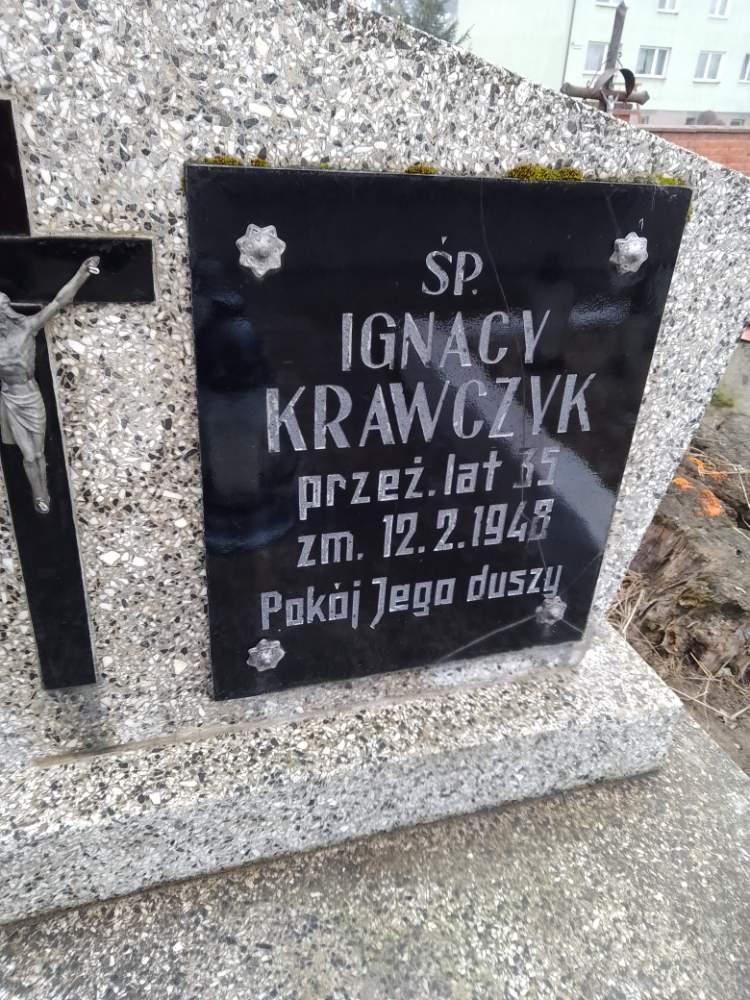 ŚP.
IGNACY
KRAWCZYK
przeż. lat 35
zm. 12.2.1948
Pokój Jego duszy